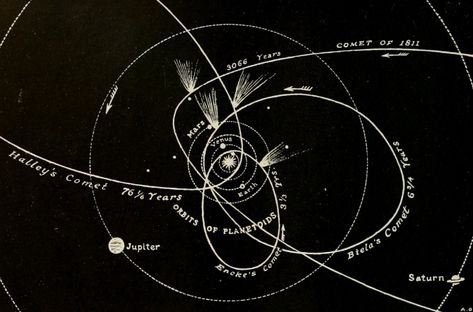 COMET OF 1811
3066 Years
Mars
Venus
Earth
Halley's Comet 76⅙ Years
ORBITS OF PLANETOIDS
3⅓ Yrs
Encke's Comet
Biela's Comet 6¾ Years
Jupiter
Saturn